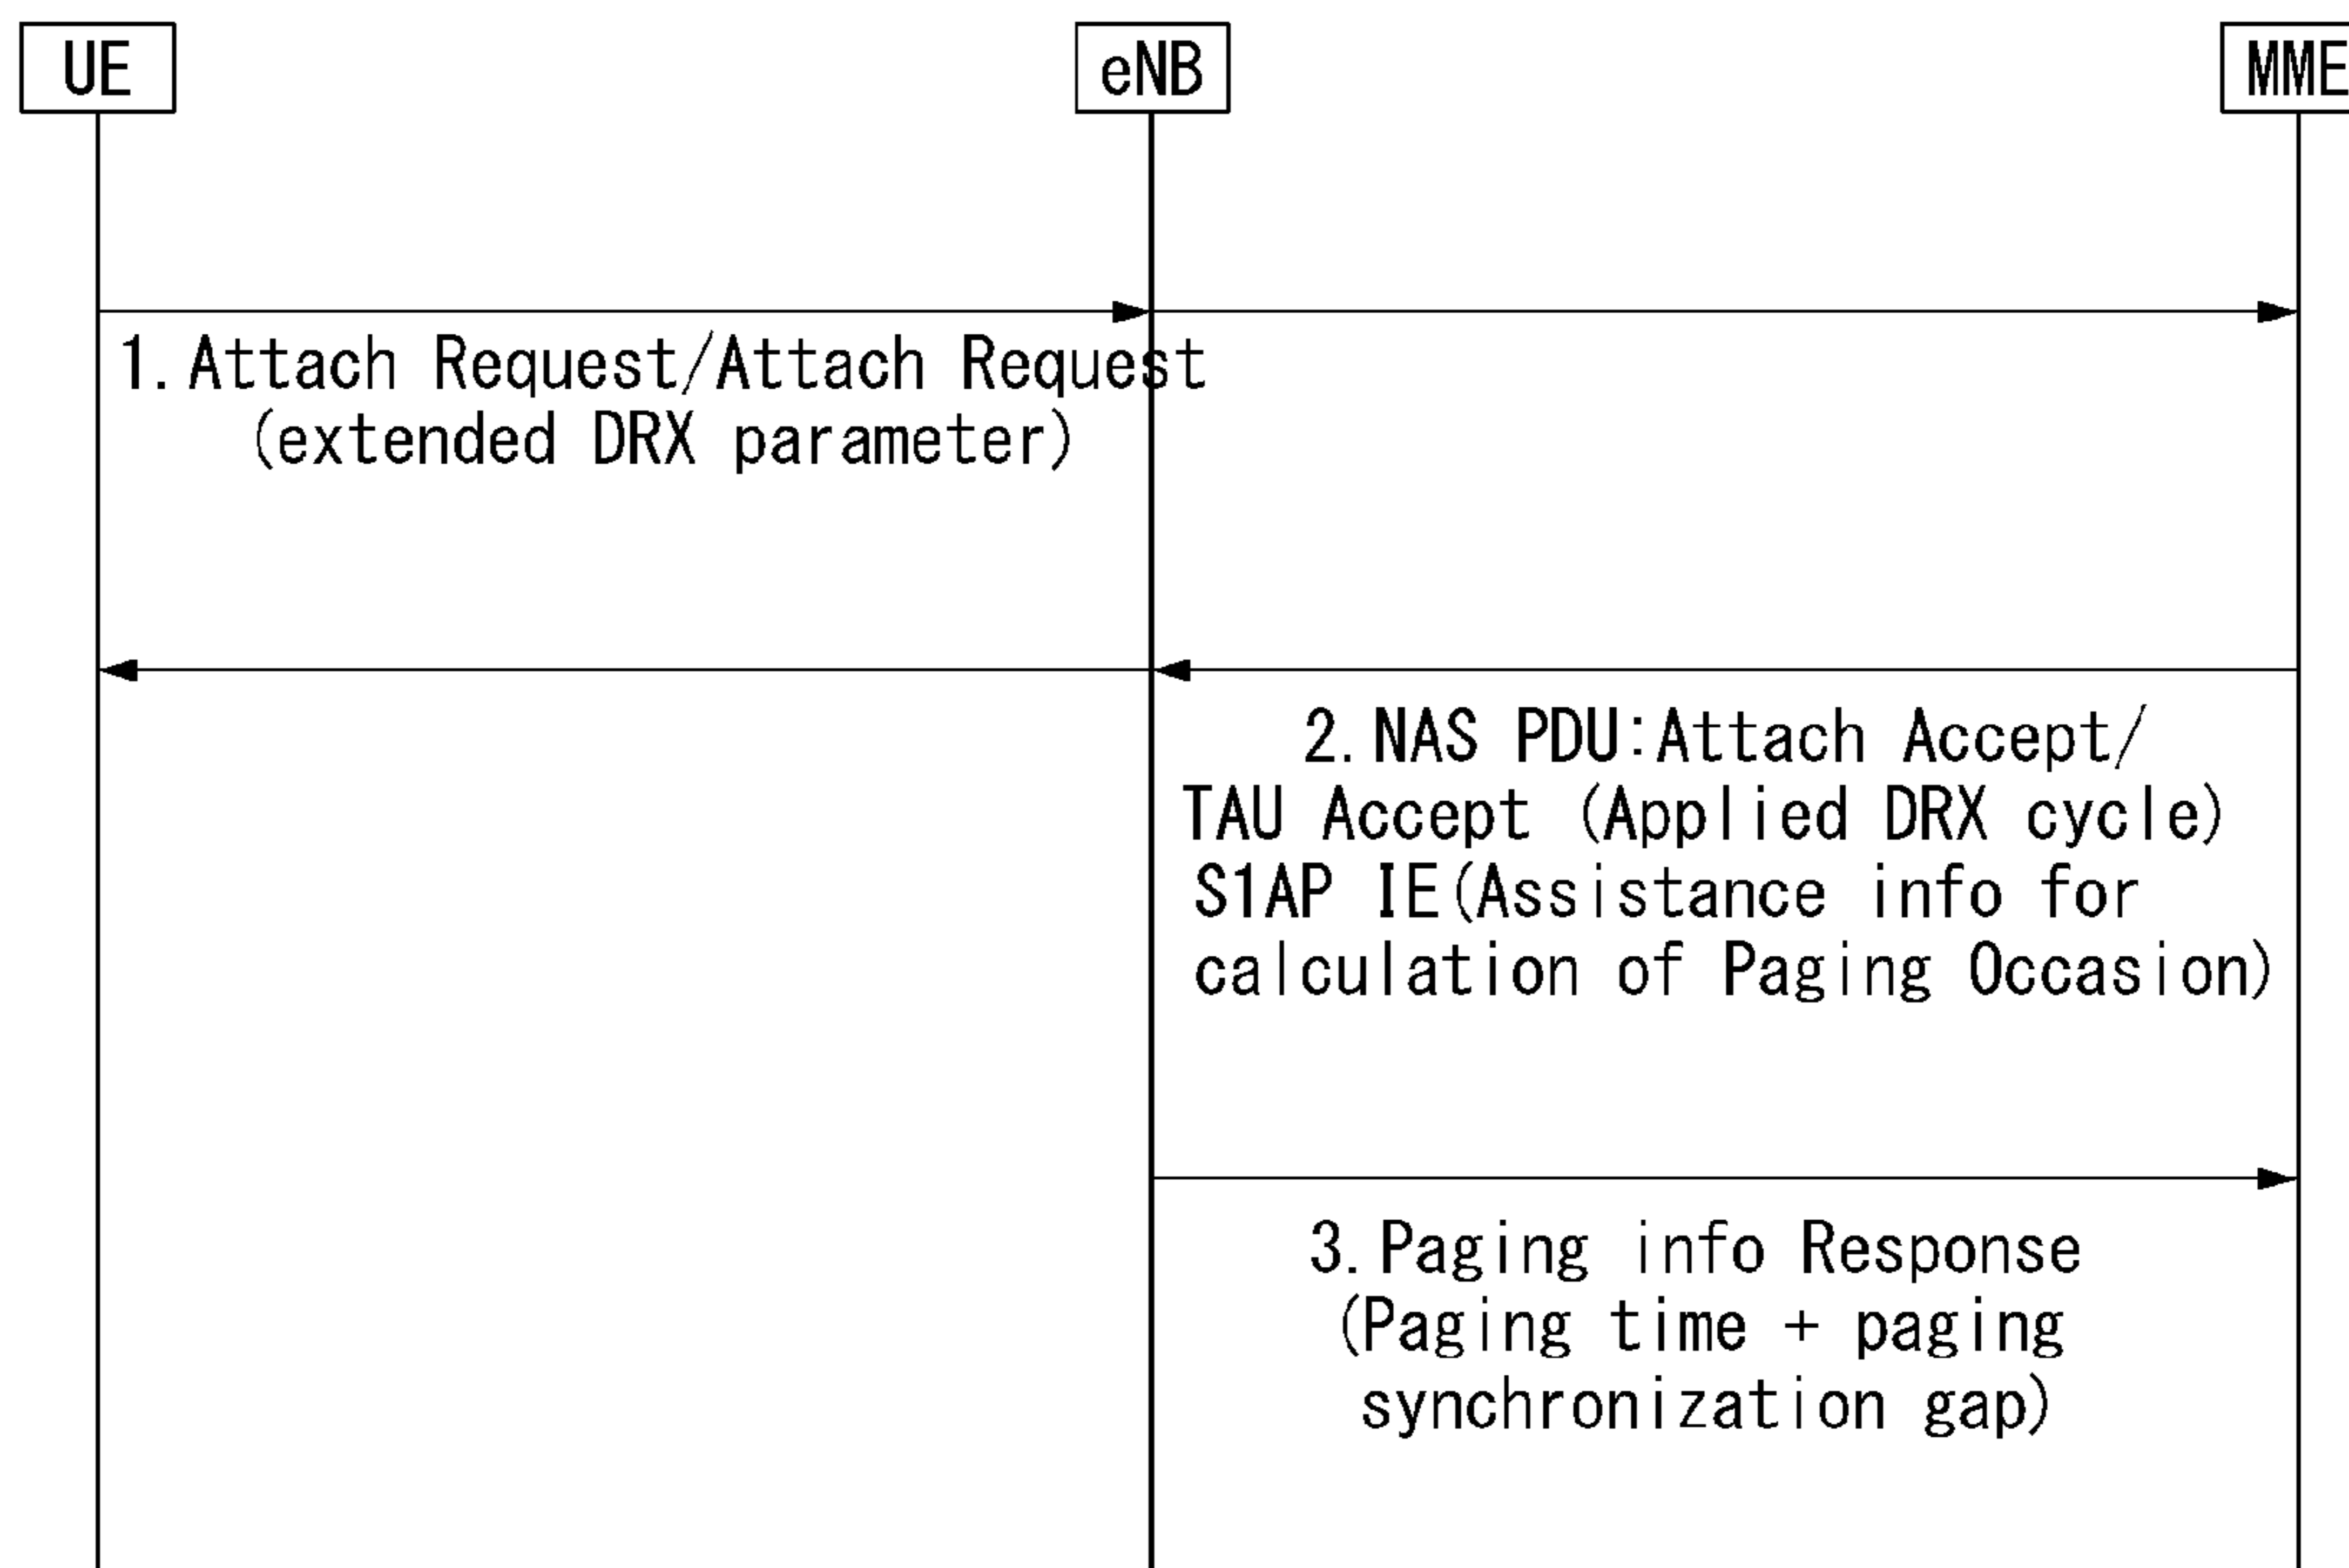 UE
eNB
MME
1. Attach Request/Attach Request
(extended DRX parameter)
2. NAS PDU:Attach Accept/
TAU Accept (Applied DRX cycle)
S1AP IE(Assistance info for
calculation of Paging Occasion)
3. Paging info Response
(Paging time + paging
synchronization gap)